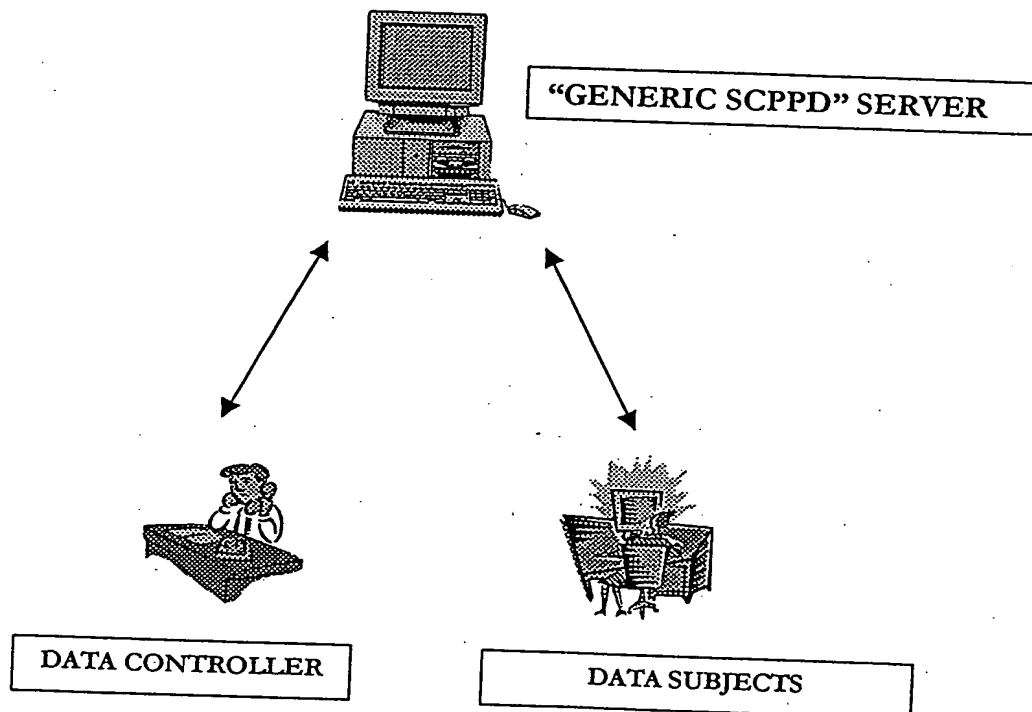 "GENERIC SCPPD" SERVER
DATA CONTROLLER
DATA SUBJECTS